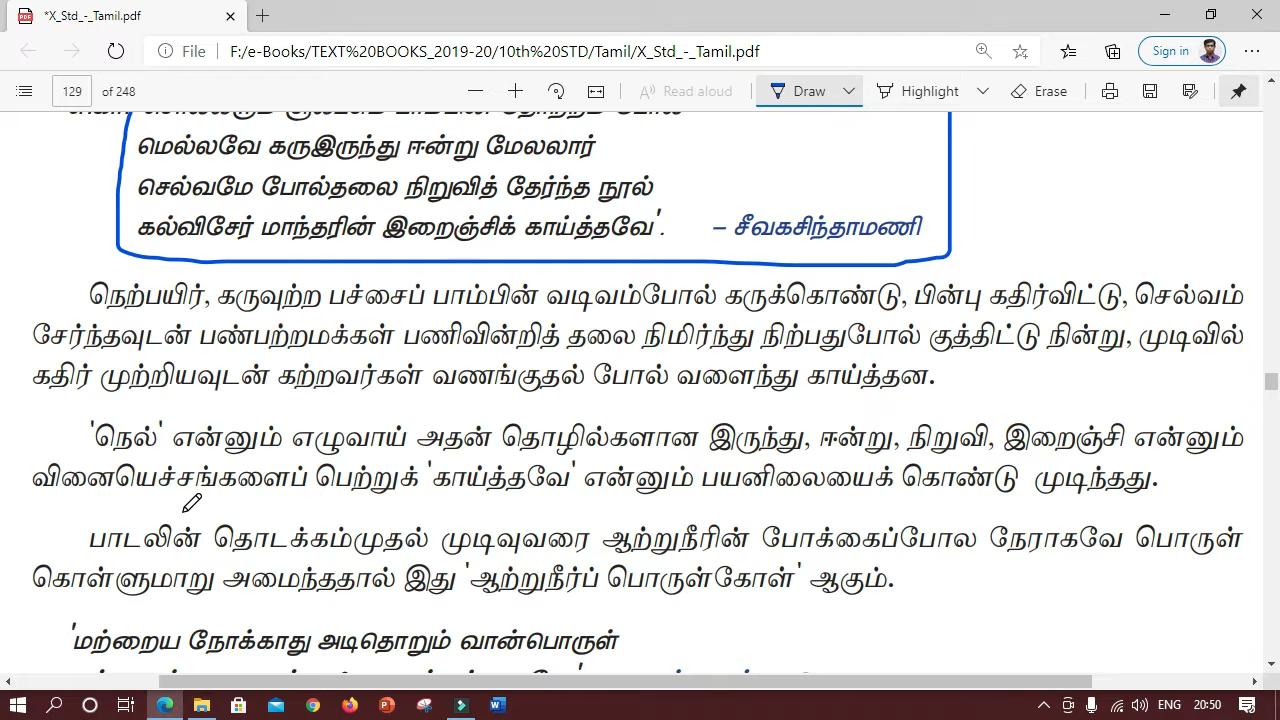 *X_Std_-_Tamil.pdf
File F:/e-Books/TEXT%20BOOKS_2019-20/10th%20STD/Tamil/X_Std_-_Tamil.pdf Sign in
129 of 248 Read aloud Draw Highlight Erase
மெல்லவே கருஇருந்து ஈன்று மேலலார்
செல்வமே போல்தலை நிறுவித் தேர்ந்த நூல்
கல்விசேர் மாந்தரின் இறைஞ்சிக் காய்த்தவே'. – சீவகசிந்தாமணி
நெற்பயிர், கருவுற்ற பச்சைப் பாம்பின் வடிவம்போல் கருக்கொண்டு, பின்பு கதிர்விட்டு, செல்வம்
சேர்ந்தவுடன் பண்பற்றமக்கள் பணிவின்றித் தலை நிமிர்ந்து நிற்பதுபோல் குத்திட்டு நின்று, முடிவில்
கதிர் முற்றியவுடன் கற்றவர்கள் வணங்குதல் போல் வளைந்து காய்த்தன.
'நெல்' என்னும் எழுவாய் அதன் தொழில்களான இருந்து, ஈன்று, நிறுவி, இறைஞ்சி என்னும்
வினையெச்சங்களைப் பெற்றுக் 'காய்த்தவே' என்னும் பயனிலையைக் கொண்டு முடிந்தது.
பாடலின் தொடக்கம்முதல் முடிவுவரை ஆற்றுநீரின் போக்கைப்போல நேராகவே பொருள்
கொள்ளுமாறு அமைந்ததால் இது 'ஆற்றுநீர்ப் பொருள்கோள்' ஆகும்.
'மற்றைய நோக்காது அடிதொறும் வான்பொருள்
ENG 20:50